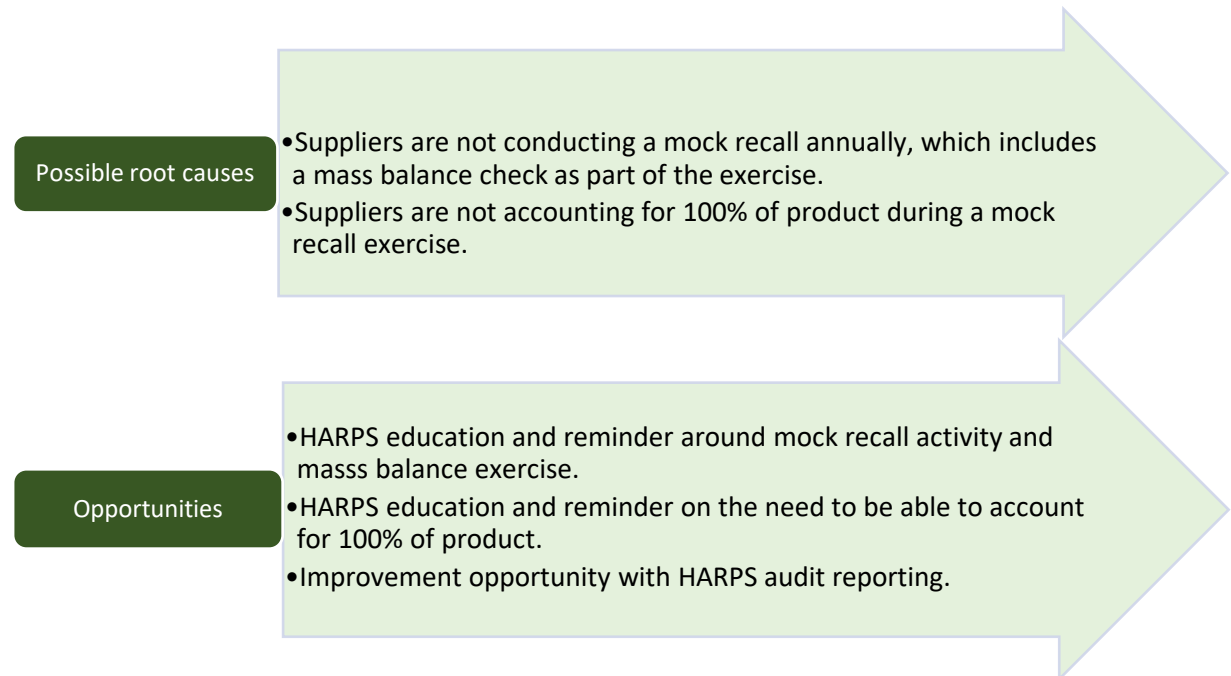 Possible root causes
•Suppliers are not conducting a mock recall annually, which includes
a mass balance check as part of the exercise.
•Suppliers are not accounting for 100% of product during a mock
recall exercise.
Opportunities
•HARPS education and reminder around mock recall activity and
masss balance exercise.
•HARPS education and reminder on the need to be able to account
for 100% of product.
•Improvement opportunity with HARPS audit reporting.